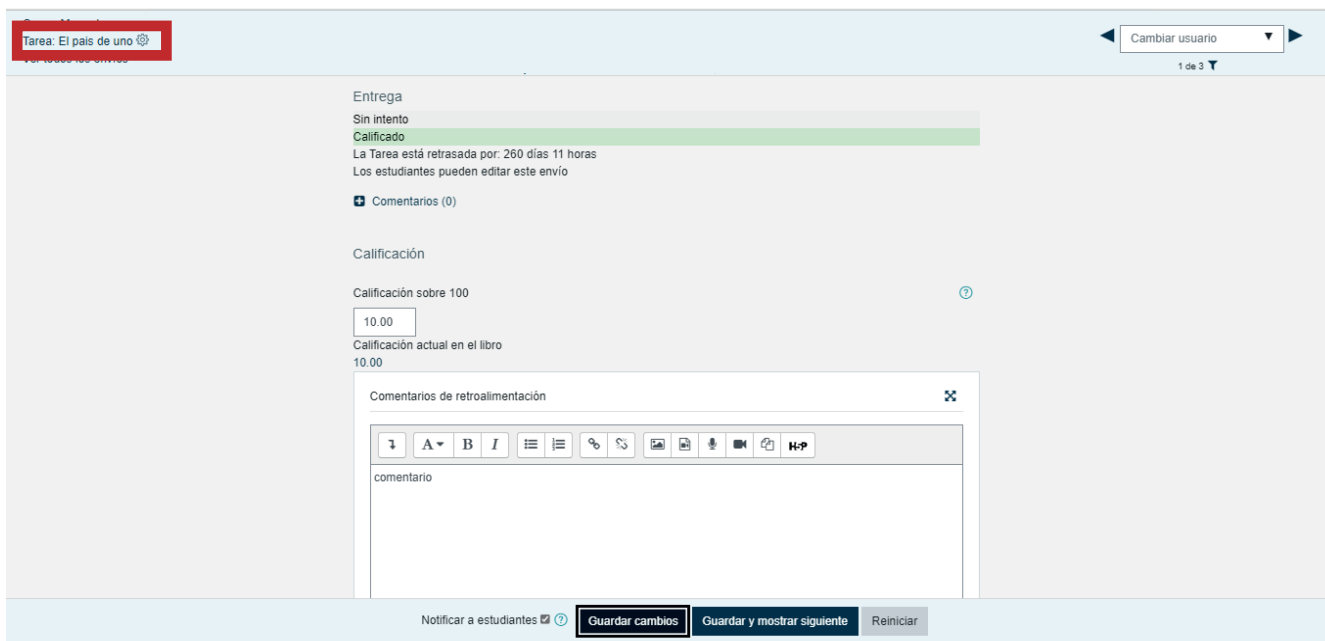 Tarea: El pais de uno
Cambiar usuario
1 de 3
Entrega
Sin intento
Calificado
La Tarea está retrasada por: 260 días 11 horas
Los estudiantes pueden editar este envío
Comentarios (0)
Calificación
Calificación sobre 100
10.00
Calificación actual en el libro
10.00
Comentarios de retroalimentación
A B I H-P
comentario
Notificar a estudiantes Guardar cambios Guardar y mostrar siguiente Reiniciar